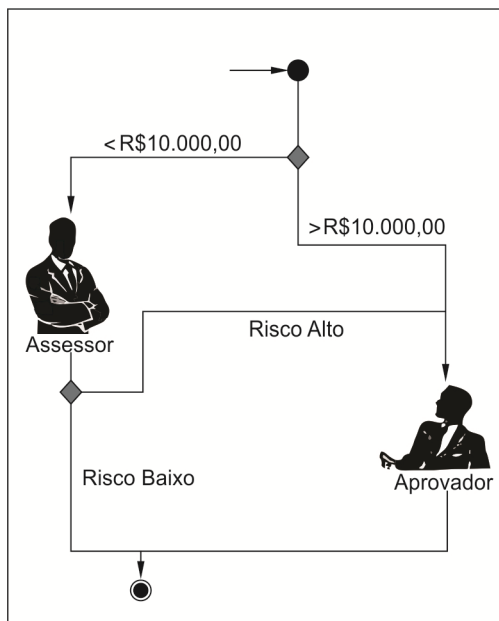 <R$10.000,00
>R$10.000,00
Risco Alto
Assessor
Risco Baixo
Aprovador